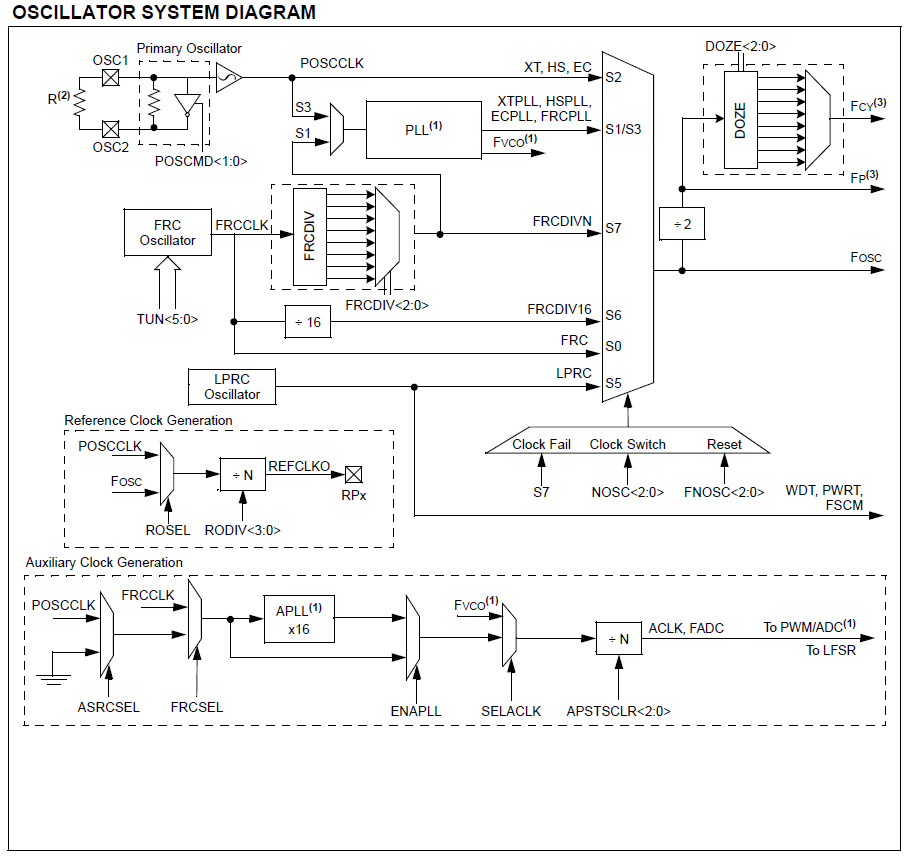 OSCILLATOR SYSTEM DIAGRAM
Primary Oscillator
OSC1
POSCCLK
R(2)
OSC2
POSCMD<1:0>
S3
S1
PLL(1)
XT, HS, EC
S2
XTPLL, HSPLL,
ECPLL, FRCPLL
S1/S3
FVCO(1)
DOZE<2:0>
DOZE
FCY(3)
FP(3)
÷ 2
FOSC
FRC
Oscillator
FRCCLK
FRCDIV
FRCDIVN
S7
TUN<5:0>
FRCDIV<2:0>
÷ 16
FRCDIV16
S6
FRC
S0
LPRC
Oscillator
LPRC
S5
Reference Clock Generation
POSCCLK
FOSC
÷ N
REFCLKO
RPx
ROSEL
RODIV<3:0>
Clock Fail
Clock Switch
Reset
S7
NOSC<2:0>
FNOSC<2:0>
WDT, PWRT,
FSCM
Auxiliary Clock Generation
POSCCLK
FRCCLK
APLL(1)
x16
FVCO(1)
÷ N
ACLK, FADC
To PWM/ADC(1)
To LFSR
ASRCSEL
FRCSEL
ENAPLL
SELACLK
APSTSCLR<2:0>